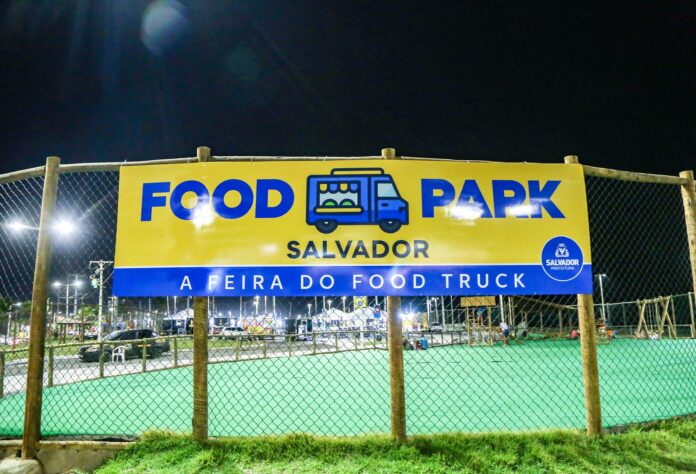 FOOD PARK
SALVADOR
A FEIRA DO FOOD TRUCK
SALVADOR
PREFEITURA